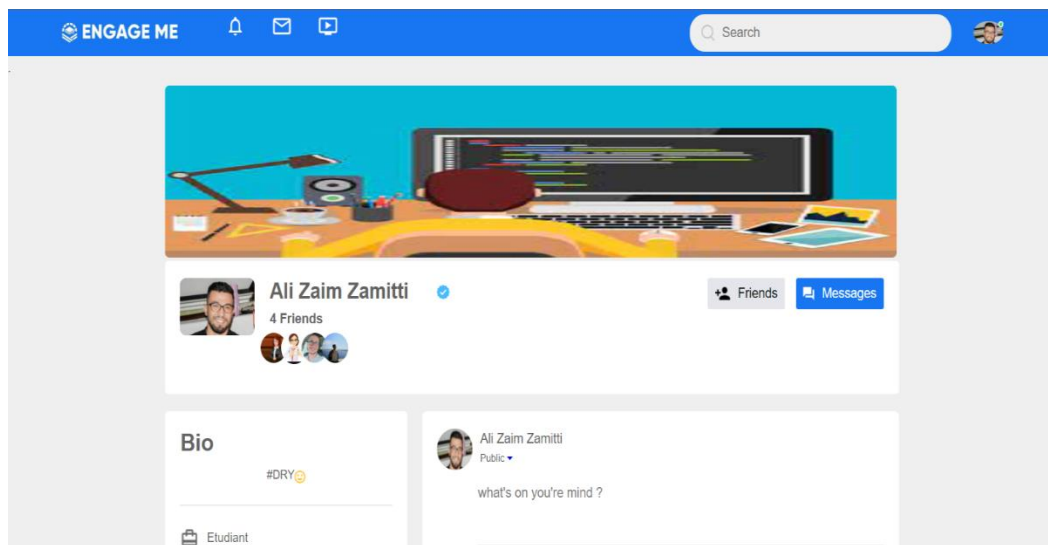 ENGAGE ME
Search
Ali Zaim Zamitti
4 Friends
Friends
Messages
Bio
#DRY
Etudiant
Ali Zaim Zamitti
Public
what's on you're mind ?